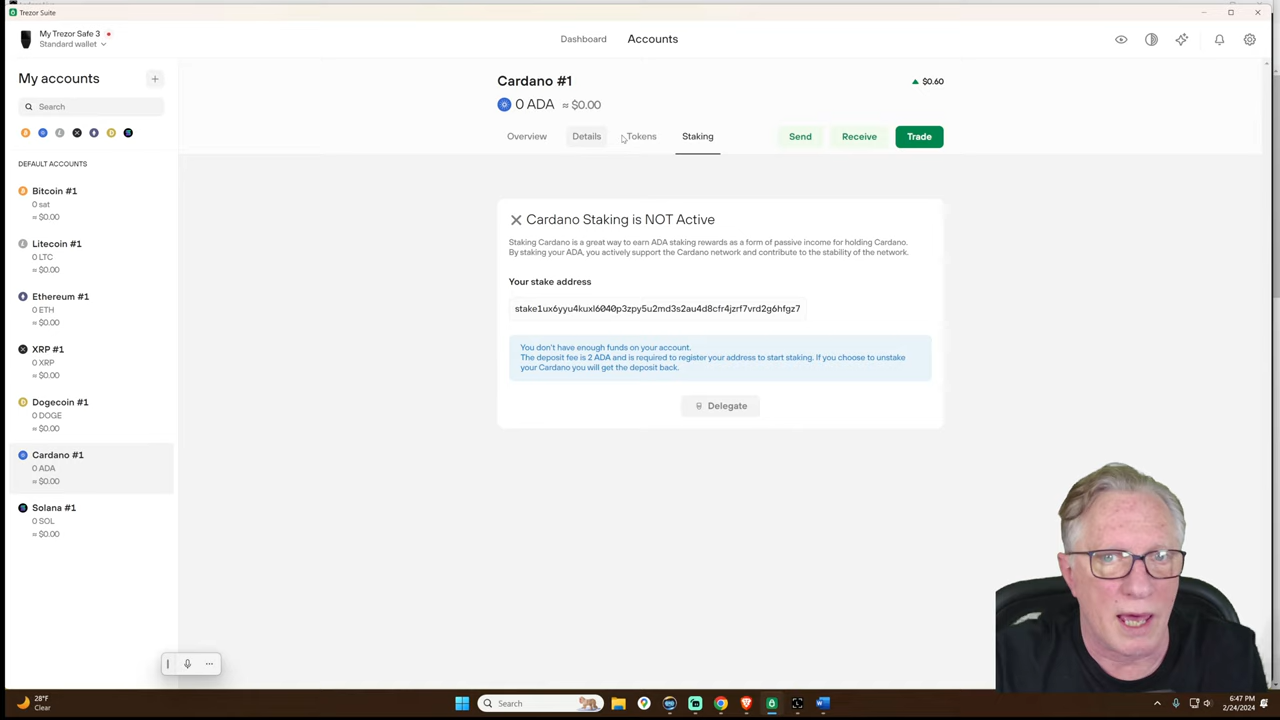 Trezor Suite
My Trezor Safe 3
Standard wallet
Dashboard
Accounts
My accounts
Search
DEFAULT ACCOUNTS
Bitcoin #1
0 sat
≈ $0.00
Litecoin #1
0 LTC
≈ $0.00
Ethereum #1
0 ETH
≈ $0.00
XRP #1
0 XRP
≈ $0.00
Dogecoin #1
0 DOGE
≈ $0.00
Cardano #1
0 ADA
≈ $0.00
Solana #1
0 SOL
≈ $0.00
Cardano #1
$0.60
0 ADA ≈ $0.00
Overview
Details
Tokens
Staking
Send
Receive
Trade
Cardano Staking is NOT Active
Staking Cardano is a great way to earn ADA staking rewards as a form of passive income for holding Cardano.
By staking your ADA, you actively support the Cardano network and contribute to the stability of the network.
Your stake address
stake1ux6yyu4kuxl6040p3zpy5u2md3s2au4d8cfr4jzrf7vrd2g6hfgz7
You don't have enough funds on your account.
The deposit fee is 2 ADA and is required to register your address to start staking. If you choose to unstake
your Cardano you will get the deposit back.
Delegate
28°F
Clear
Search
6:47 PM
2/24/2024